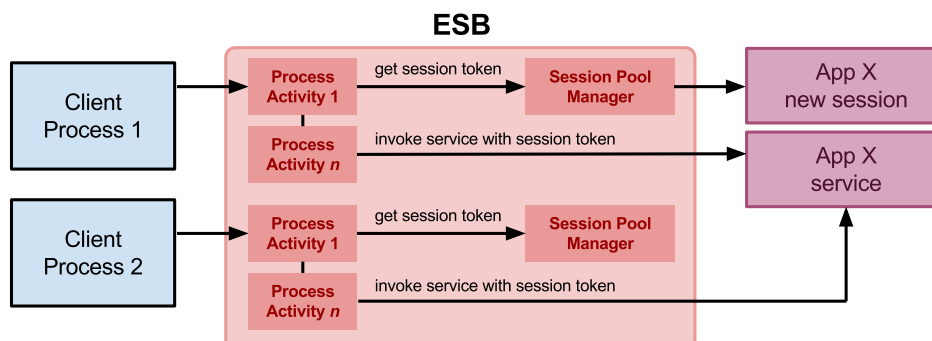 ESB
Client
Process 1
Process
Activity 1
get session token
Session Pool
Manager
App X
new session
Process
Activity n
invoke service with session token
App X
service
Client
Process 2
Process
Activity 1
get session token
Session Pool
Manager
Process
Activity n
invoke service with session token